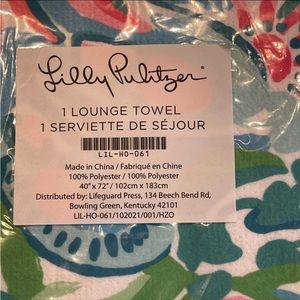 Lilly Pulitzer®
1 LOUNGE TOWEL
1 SERVIETTE DE SÉJOUR
LIL-HO-061
Made in China / Fabriqué en Chine
100% Polyester / 100% Polyester
40” x 72” / 102cm x 183cm
Distributed by: Lifeguard Press, 134 Beech Bend Rd,
Bowling Green, Kentucky 42101
LIL-HO-061/102021/001/HZO